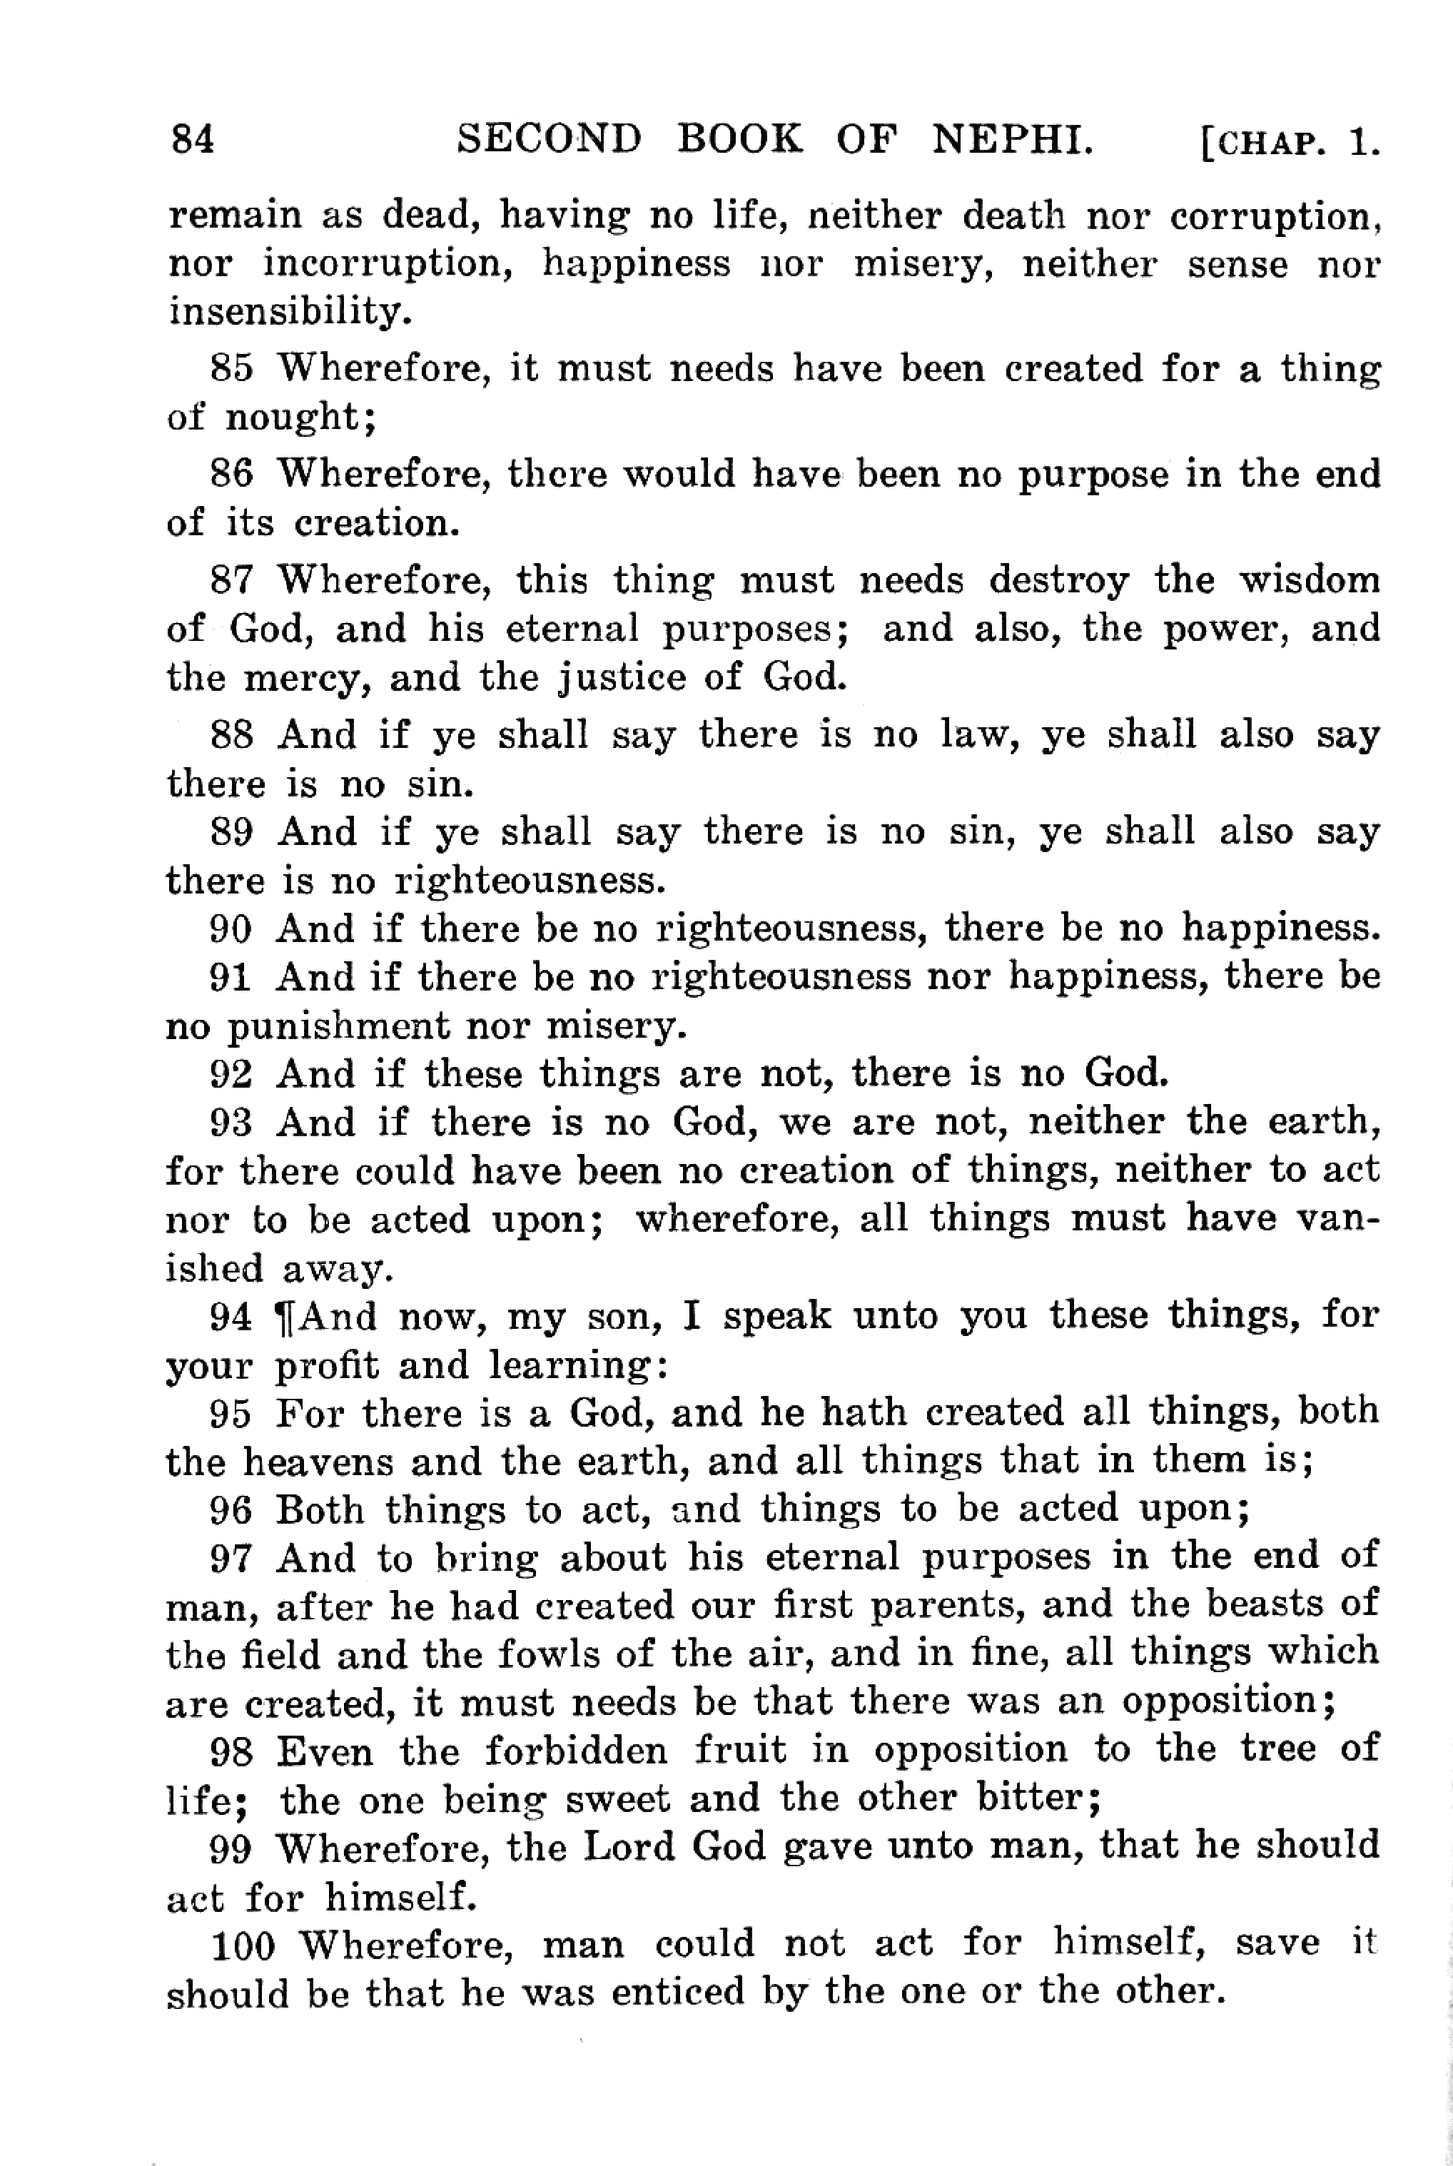 84 SECOND BOOK OF NEPHI. [CHAP. 1.
remain as dead, having no life, neither death nor corruption,
nor incorruption, happiness nor misery, neither sense nor
insensibility.
85 Wherefore, it must needs have been created for a thing
of nought;
86 Wherefore, there would have been no purpose in the end
of its creation.
87 Wherefore, this thing must needs destroy the wisdom
of God, and his eternal purposes; and also, the power, and
the mercy, and the justice of God.
88 And if ye shall say there is no law, ye shall also say
there is no sin.
89 And if ye shall say there is no sin, ye shall also say
there is no righteousness.
90 And if there be no righteousness, there be no happiness.
91 And if there be no righteousness nor happiness, there be
no punishment nor misery.
92 And if these things are not, there is no God.
93 And if there is no God, we are not, neither the earth,
for there could have been no creation of things, neither to act
nor to be acted upon; wherefore, all things must have van-
ished away.
94 ¶And now, my son, I speak unto you these things, for
your profit and learning:
95 For there is a God, and he hath created all things, both
the heavens and the earth, and all things that in them is;
96 Both things to act, and things to be acted upon;
97 And to bring about his eternal purposes in the end of
man, after he had created our first parents, and the beasts of
the field and the fowls of the air, and in fine, all things which
are created, it must needs be that there was an opposition;
98 Even the forbidden fruit in opposition to the tree of
life; the one being sweet and the other bitter;
99 Wherefore, the Lord God gave unto man, that he should
act for himself.
100 Wherefore, man could not act for himself, save it
should be that he was enticed by the one or the other.